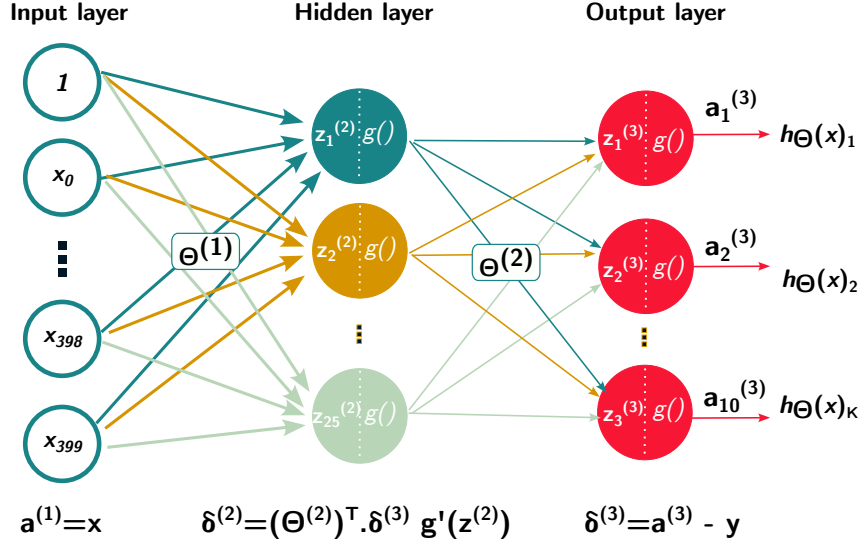 Input layer
Hidden layer
Output layer
1
x₀
x₃₉₈
x₃₉₉
Θ⁽¹⁾
z₁⁽²⁾ g()
z₂⁽²⁾ g()
z₂₅⁽²⁾ g()
Θ⁽²⁾
z₁⁽³⁾ g()
z₂⁽³⁾ g()
z₃⁽³⁾ g()
a₁⁽³⁾
hΘ(x)₁
a₂⁽³⁾
hΘ(x)₂
a₁₀⁽³⁾
hΘ(x)K
a⁽¹⁾=x
δ⁽²⁾=(Θ⁽²⁾)ᵀ.δ⁽³⁾ g'(z⁽²⁾)
δ⁽³⁾=a⁽³⁾ - y